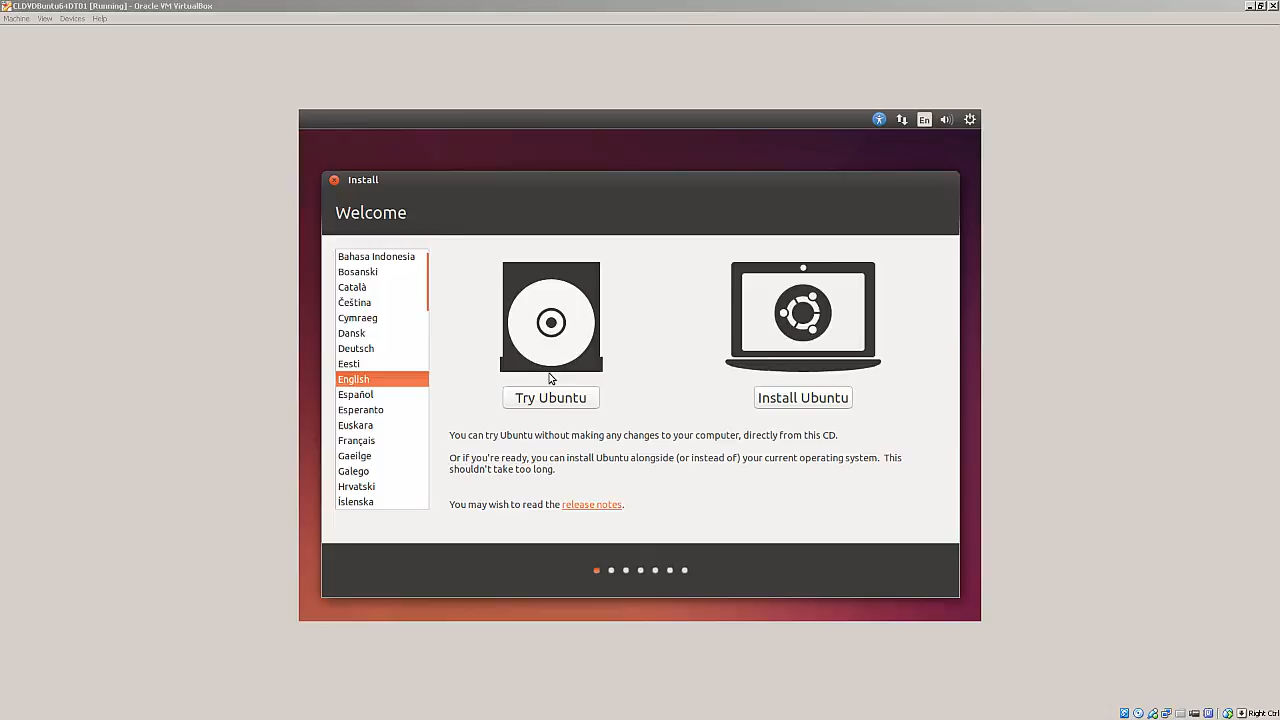 CLDVDBuntu64DT01 [Running] - Oracle VM VirtualBox
Machine View Devices Help
En
Install
Welcome
Bahasa Indonesia
Bosanski
Català
Čeština
Cymraeg
Dansk
Deutsch
Eesti
English
Español
Esperanto
Euskara
Français
Gaeilge
Galego
Hrvatski
Íslenska
Try Ubuntu
Install Ubuntu
You can try Ubuntu without making any changes to your computer, directly from this CD.
Or if you're ready, you can install Ubuntu alongside (or instead of) your current operating system. This
shouldn't take too long.
You may wish to read the release notes.
Right Ctrl